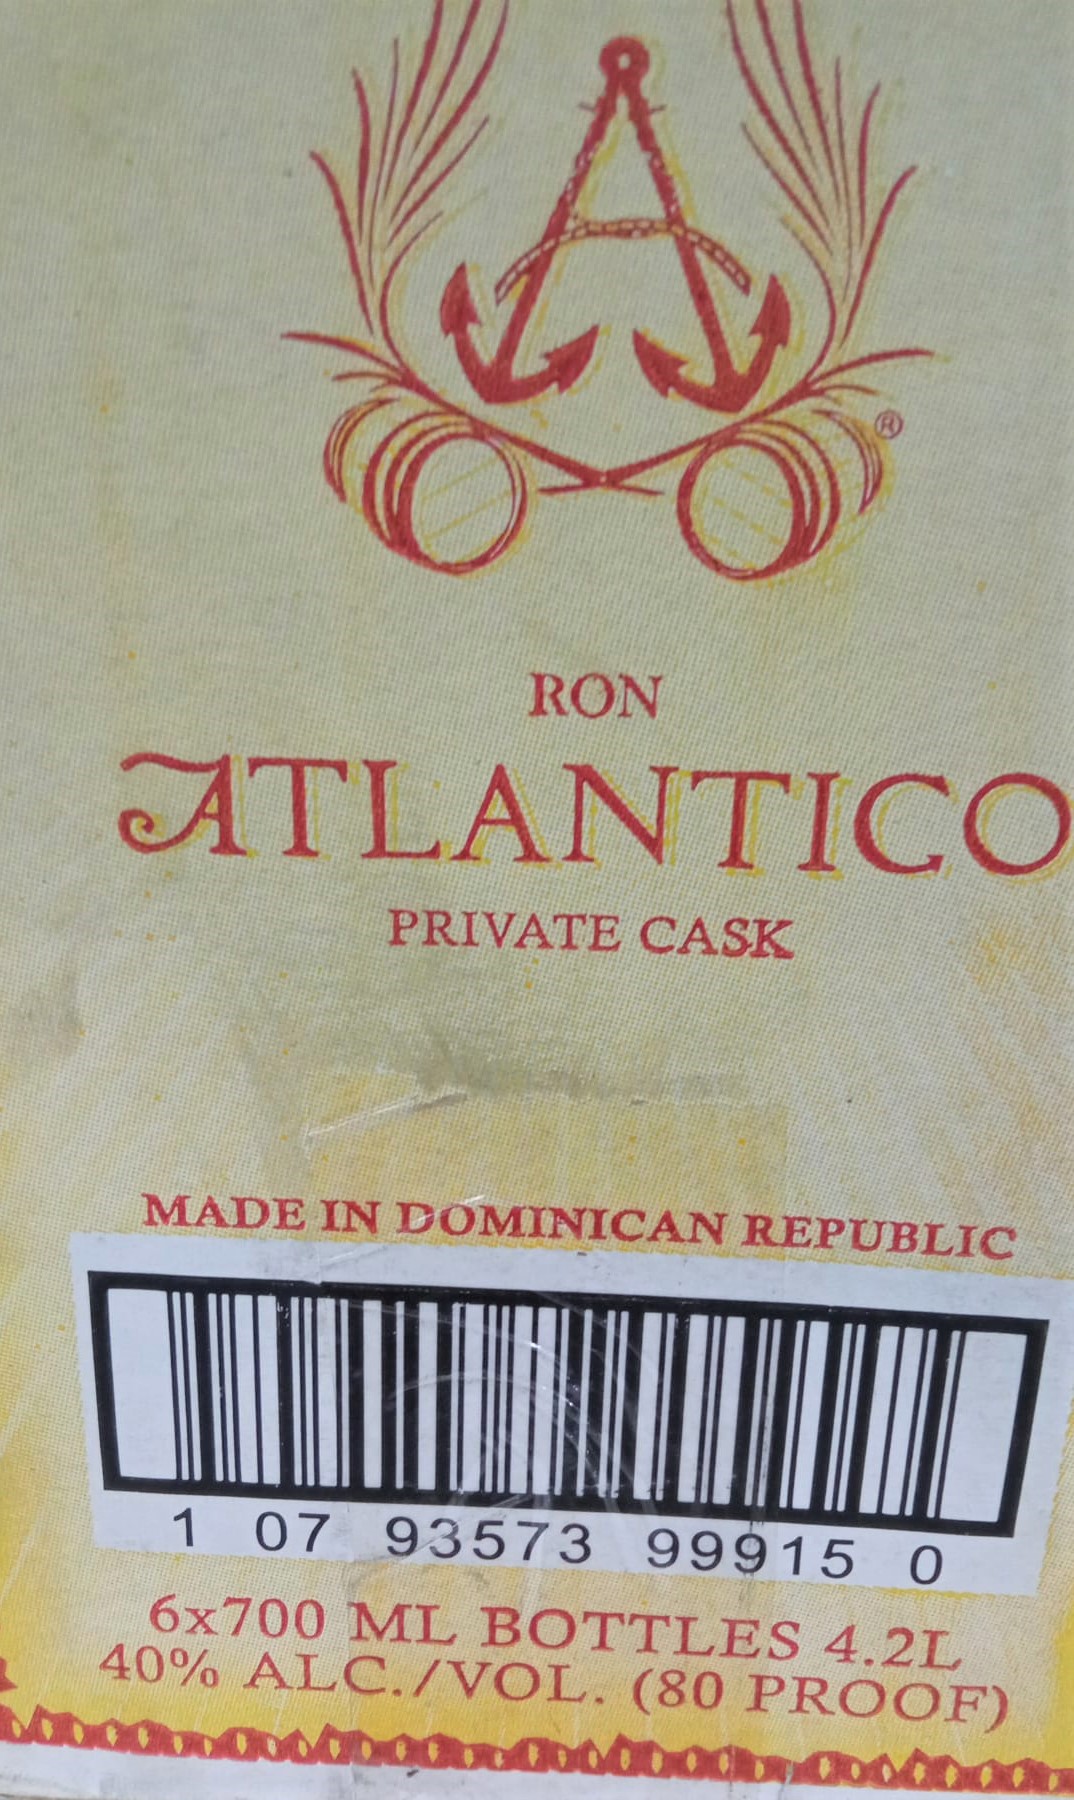 ®
RON
ATLANTICO
PRIVATE CASK
MADE IN DOMINICAN REPUBLIC
1 07 93573 99915 0
6x700 ML BOTTLES 4.2L
40% ALC./VOL. (80 PROOF)